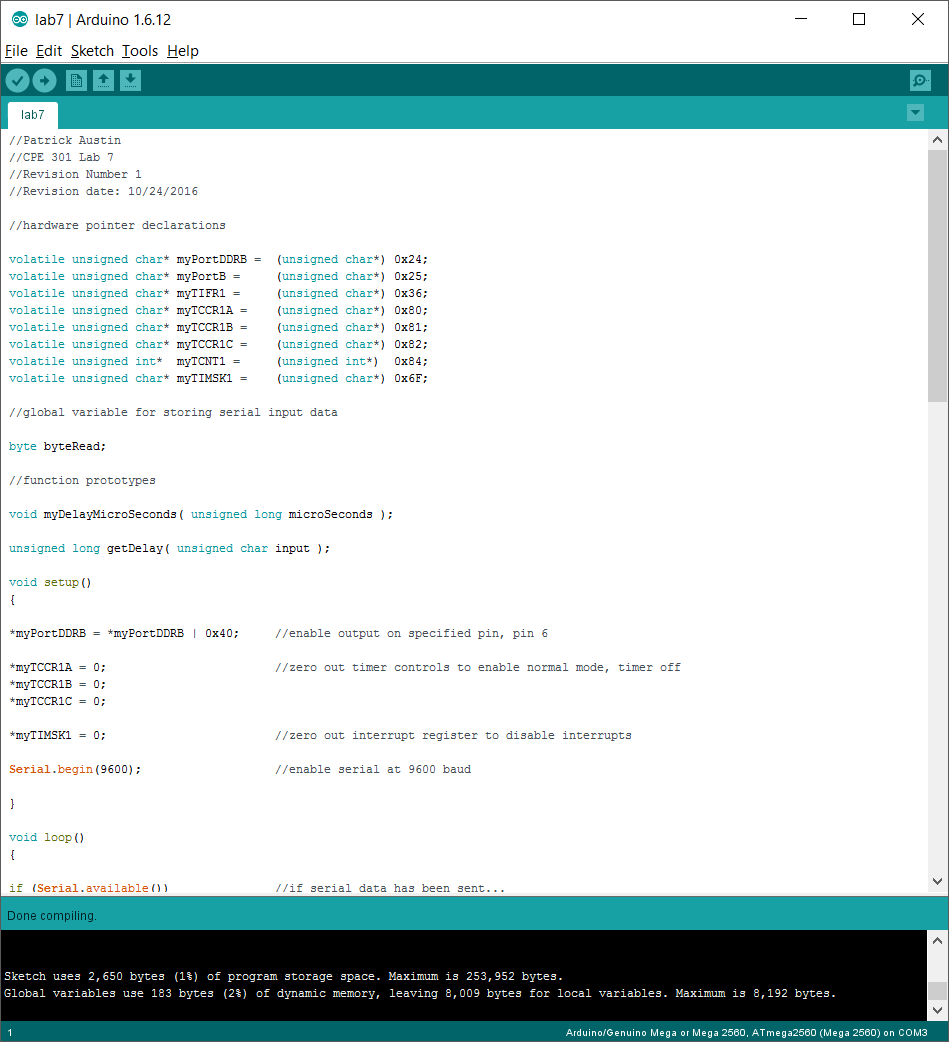 lab7 | Arduino 1.6.12
File Edit Sketch Tools Help
lab7
//Patrick Austin
//CPE 301 Lab 7
//Revision Number 1
//Revision date: 10/24/2016
//hardware pointer declarations
volatile unsigned char* myPortDDRB = (unsigned char*) 0x24;
volatile unsigned char* myPortB = (unsigned char*) 0x25;
volatile unsigned char* myTIFR1 = (unsigned char*) 0x36;
volatile unsigned char* myTCCR1A = (unsigned char*) 0x80;
volatile unsigned char* myTCCR1B = (unsigned char*) 0x81;
volatile unsigned char* myTCCR1C = (unsigned char*) 0x82;
volatile unsigned int* myTCNT1 = (unsigned int*) 0x84;
volatile unsigned char* myTIMSK1 = (unsigned char*) 0x6F;
//global variable for storing serial input data
byte byteRead;
//function prototypes
void myDelayMicroSeconds( unsigned long microSeconds );
unsigned long getDelay( unsigned char input );
void setup()
{
*myPortDDRB = *myPortDDRB | 0x40; //enable output on specified pin, pin 6
*myTCCR1A = 0; //zero out timer controls to enable normal mode, timer off
*myTCCR1B = 0;
*myTCCR1C = 0;
*myTIMSK1 = 0; //zero out interrupt register to disable interrupts
Serial.begin(9600); //enable serial at 9600 baud
}
void loop()
{
if (Serial.available()) //if serial data has been sent...
Done compiling.
Sketch uses 2,650 bytes (1%) of program storage space. Maximum is 253,952 bytes.
Global variables use 183 bytes (2%) of dynamic memory, leaving 8,009 bytes for local variables. Maximum is 8,192 bytes.
1 Arduino/Genuino Mega or Mega 2560, ATmega2560 (Mega 2560) on COM3